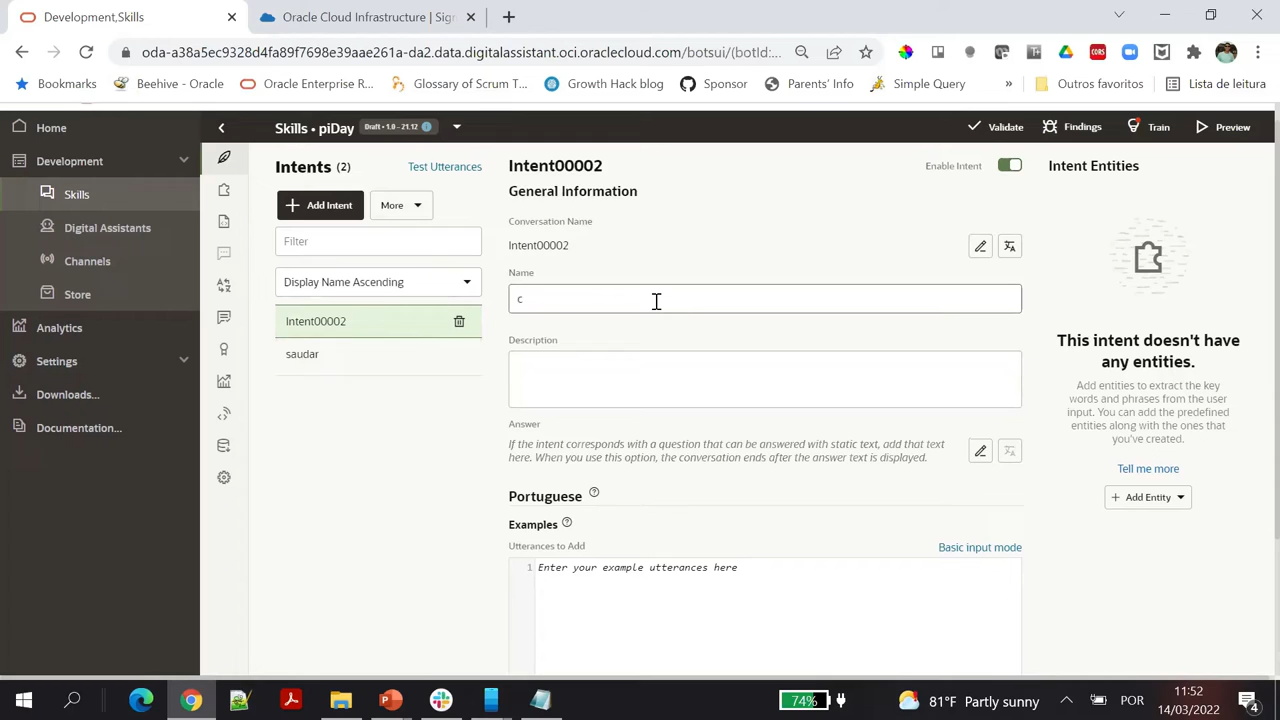 Development,Skills
Oracle Cloud Infrastructure | Sign
oda-a38a5ec9328d4fa89f7698e39aae261a-da2.data.digitalassistant.oci.oraclecloud.com/botsui/(botId:...
Bookmarks
Beehive - Oracle
Oracle Enterprise R...
Glossary of Scrum T...
Growth Hack blog
Sponsor
Parents' Info
Simple Query
»
Outros favoritos
Lista de leitura
Home
Development
Skills
Digital Assistants
Channels
Store
Analytics
Settings
Downloads...
Documentation...
Skills • piDay
Draft • 1.0 - 21.12
Validate
Findings
Train
Preview
Intents (2)
Test Utterances
+ Add Intent
More
Filter
Display Name Ascending
Intent00002
saudar
Intent00002
Enable Intent
General Information
Conversation Name
Intent00002
Name
c
Description
Answer
If the intent corresponds with a question that can be answered with static text, add that text
here. When you use this option, the conversation ends after the answer text is displayed.
Portuguese
Examples
Utterances to Add
Basic input mode
1 Enter your example utterances here
Intent Entities
This intent doesn't have
any entities.
Add entities to extract the key
words and phrases from the user
input. You can add the predefined
entities along with the ones that
you've created.
Tell me more
+ Add Entity
74%
81°F Partly sunny
POR
11:52
14/03/2022
4